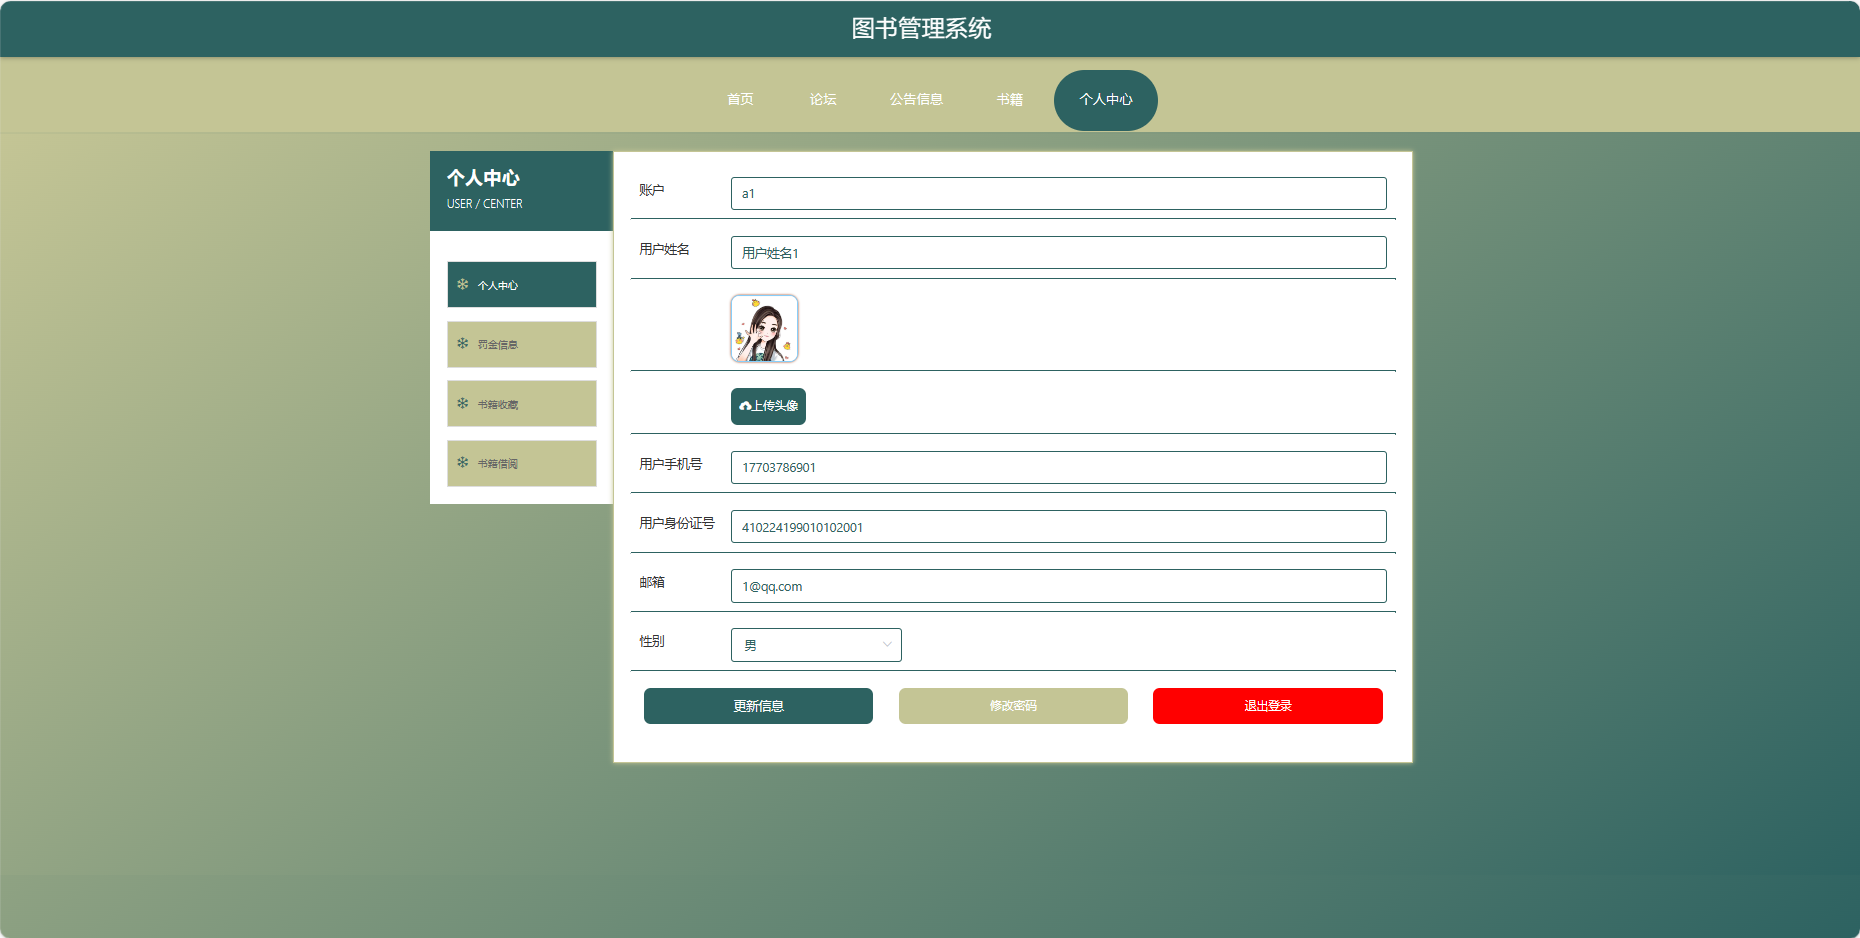 图书管理系统
首页 论坛 公告信息 书籍 个人中心
个人中心
USER / CENTER
个人中心
罚金信息
书籍收藏
书籍借阅
账户 a1
用户姓名 用户姓名1
上传头像
用户手机号 17703786901
用户身份证号 410224199010102001
邮箱 1@qq.com
性别 男
更新信息 修改密码 退出登录